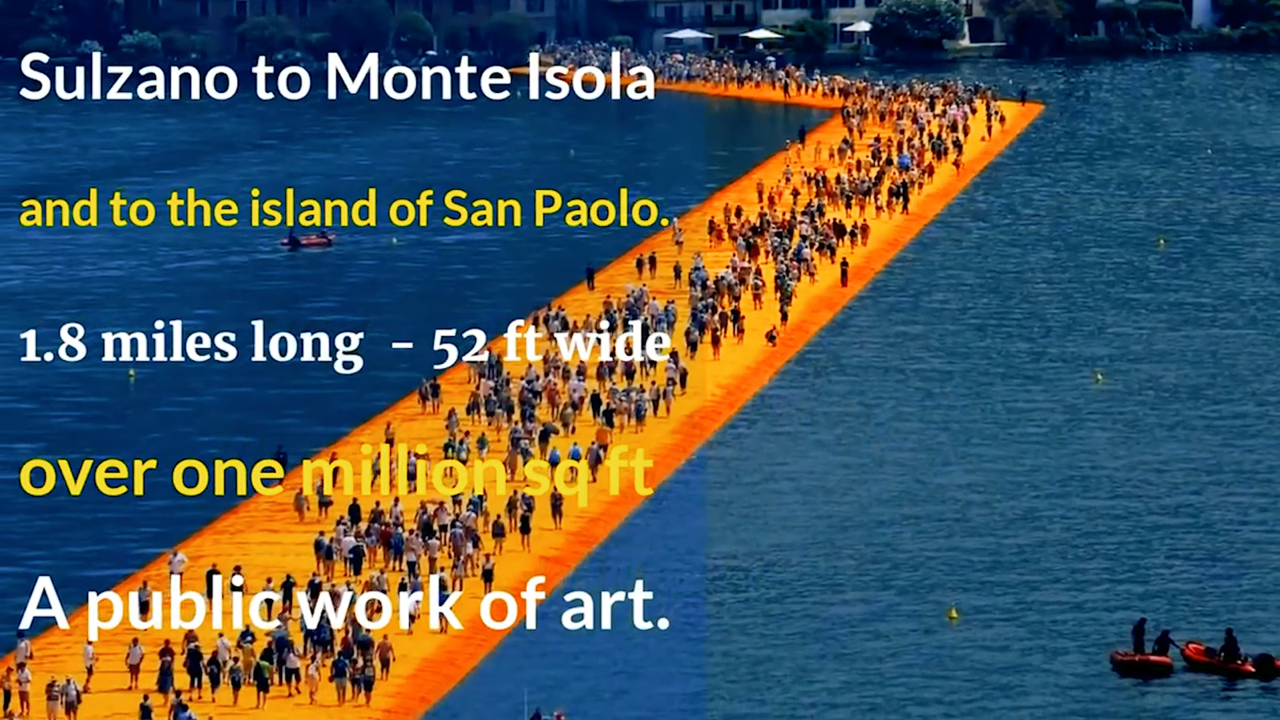 Sulzano to Monte Isola
and to the island of San Paolo.
1.8 miles long - 52 ft wide
over one million sq ft
A public work of art.